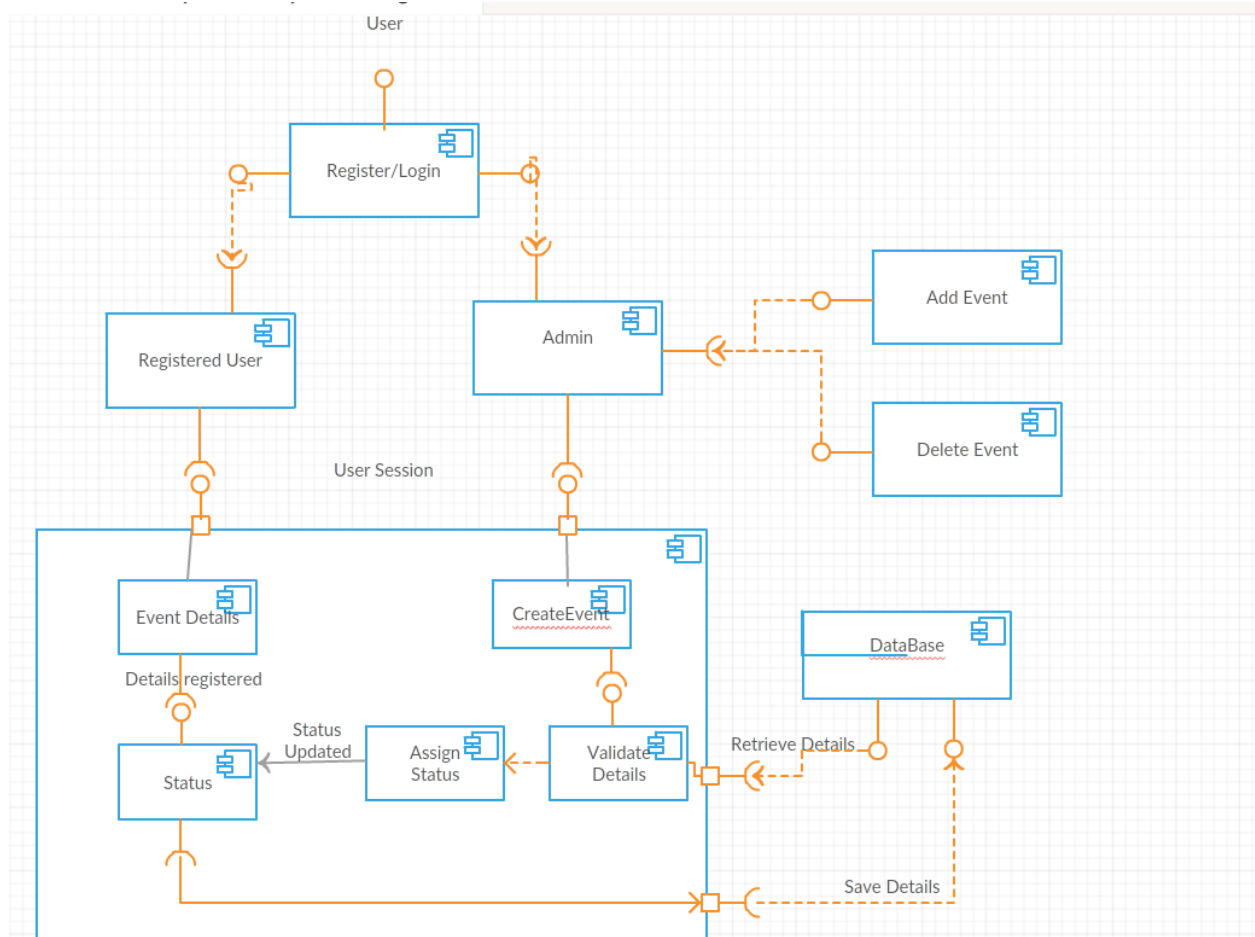 User
Register/Login
Add Event
Admin
Registered User
Delete Event
User Session
Event Details
CreateEvent
DataBase
Details registered
Status
Updated
Assign
Status
Validate
Details
Retrieve Details
Status
Save Details